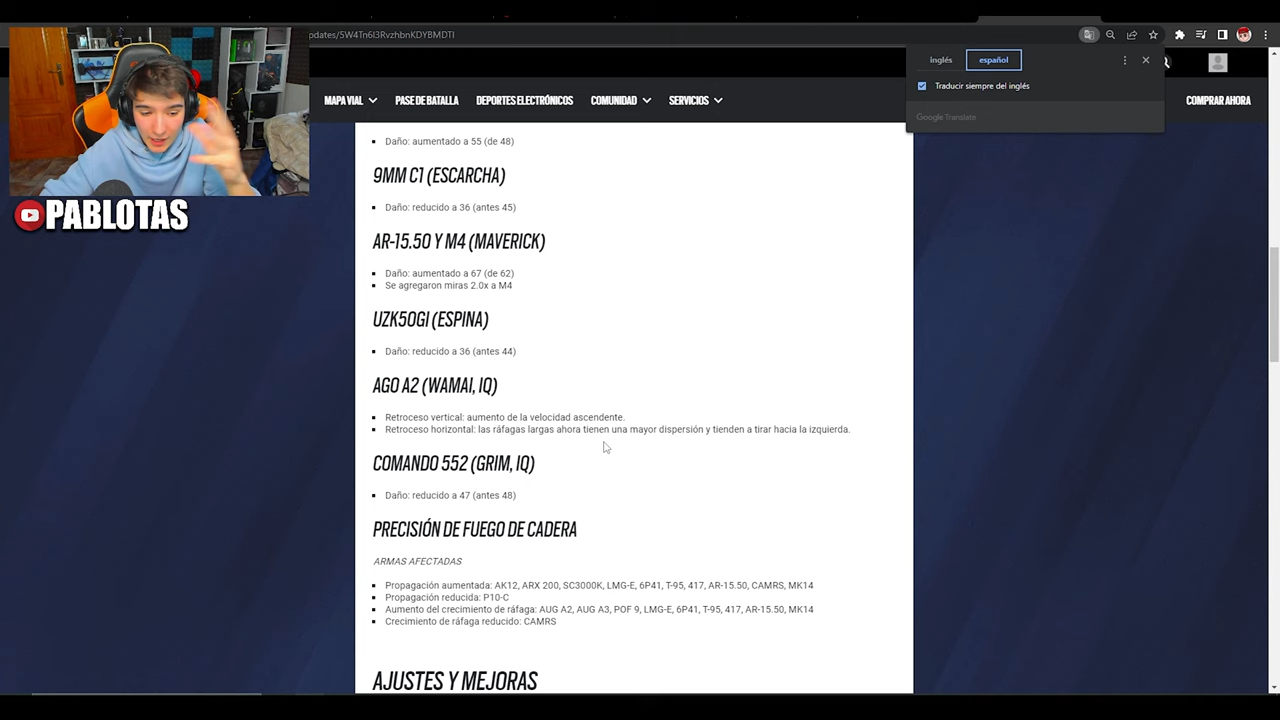 pdates/5W4Tn6l3RvzhbnKDYBMDTI
inglés
español
Traducir siempre del inglés
Google Translate
MAPA VIAL
PASE DE BATALLA
DEPORTES ELECTRÓNICOS
COMUNIDAD
SERVICIOS
COMPRAR AHORA
PABLOTAS
Daño: aumentado a 55 (de 48)
9MM C1 (ESCARCHA)
Daño: reducido a 36 (antes 45)
AR-15.50 Y M4 (MAVERICK)
Daño: aumentado a 67 (de 62)
Se agregaron miras 2.0x a M4
UZK50GI (ESPINA)
Daño: reducido a 36 (antes 44)
AGO A2 (WAMAI, IQ)
Retroceso vertical: aumento de la velocidad ascendente.
Retroceso horizontal: las ráfagas largas ahora tienen una mayor dispersión y tienden a tirar hacia la izquierda.
COMANDO 552 (GRIM, IQ)
Daño: reducido a 47 (antes 48)
PRECISIÓN DE FUEGO DE CADERA
ARMAS AFECTADAS
Propagación aumentada: AK12, ARX 200, SC3000K, LMG-E, 6P41, T-95, 417, AR-15.50, CAMRS, MK14
Propagación reducida: P10-C
Aumento del crecimiento de ráfaga: AUG A2, AUG A3, POF 9, LMG-E, 6P41, T-95, 417, AR-15.50, MK14
Crecimiento de ráfaga reducido: CAMRS
AJUSTES Y MEJORAS